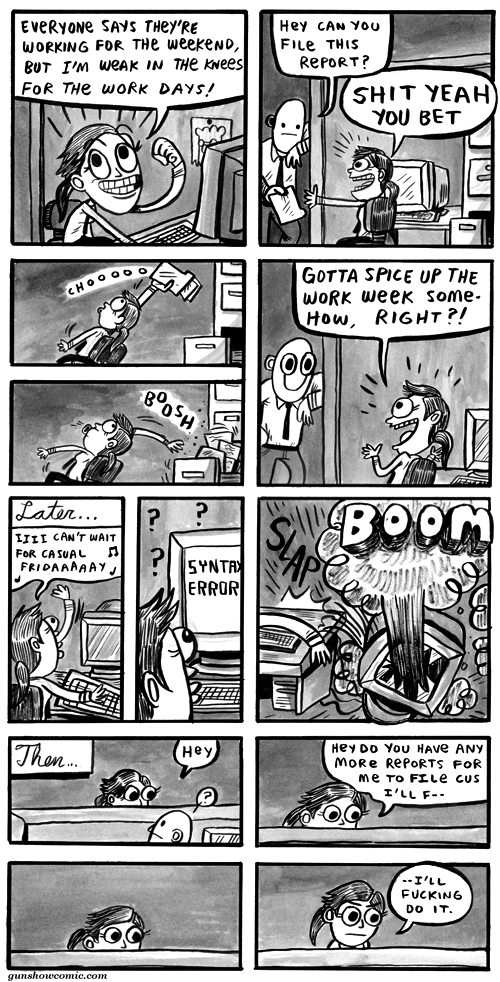 EVERYONE SAYS THEY'RE
WORKING FOR THE WEEKEND,
BUT I'M WEAK IN THE KNEES
FOR THE WORK DAYS!
HEY CAN YOU
FILE THIS
REPORT?
SHIT YEAH
YOU BET
CHOOOOO
BOOSH
GOTTA SPICE UP THE
WORK WEEK SOME-
HOW, RIGHT?!
Later...
IIII CAN'T WAIT
FOR CASUAL
FRIDAAAAAY
? ?
?
SYNTAX
ERROR
SLAP
BOOM
Then...
HEY
?
HEY DO YOU HAVE ANY
MORE REPORTS FOR
ME TO FILE CUS
I'LL F--
--I'LL
FUCKING
DO IT.
gunshowcomic.com